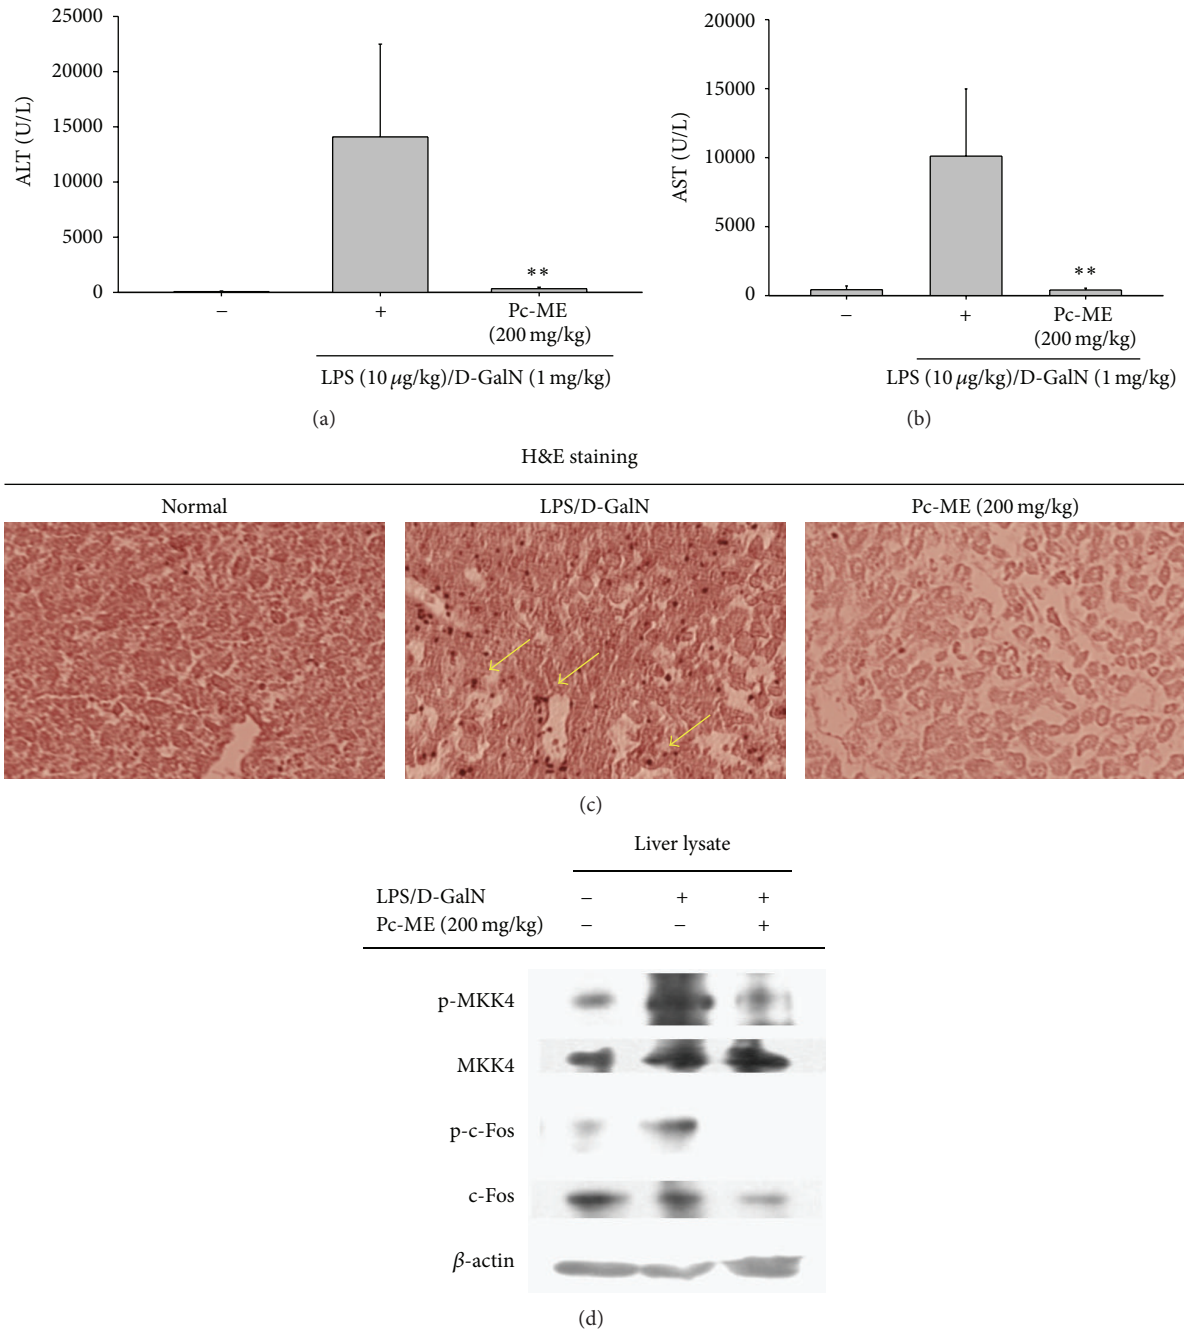 25000
20000
15000
10000
5000
0
ALT (U/L)
**
− + Pc-ME
(200 mg/kg)
LPS (10 μg/kg)/D-GalN (1 mg/kg)
(a)
20000
15000
10000
5000
0
AST (U/L)
**
− + Pc-ME
(200 mg/kg)
LPS (10 μg/kg)/D-GalN (1 mg/kg)
(b)
H&E staining
Normal LPS/D-GalN Pc-ME (200 mg/kg)
(c)
Liver lysate
LPS/D-GalN − + +
Pc-ME (200 mg/kg) − − +
p-MKK4
MKK4
p-c-Fos
c-Fos
β-actin
(d)